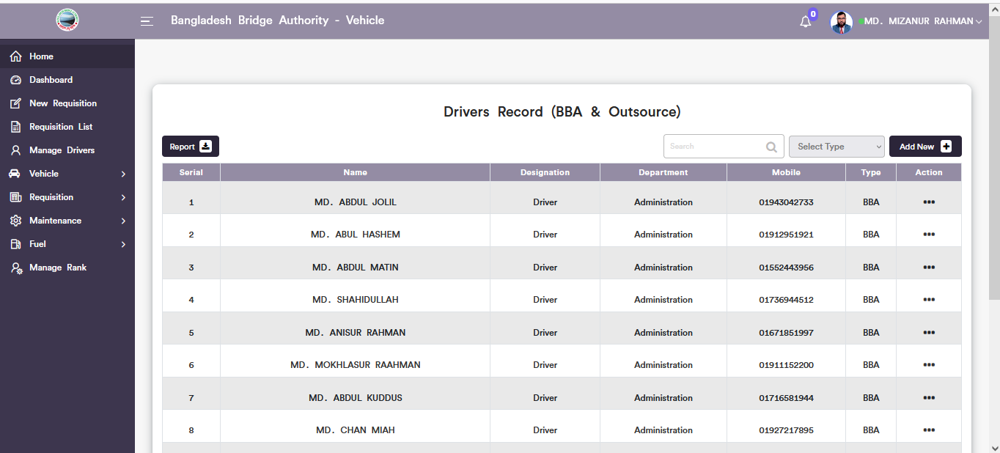 Bangladesh Bridge Authority - Vehicle
0
MD. MIZANUR RAHMAN
Home
Dashboard
New Requisition
Requisition List
Manage Drivers
Vehicle
Requisition
Maintenance
Fuel
Manage Rank
Drivers Record (BBA & Outsource)
Report
Search
Select Type
Add New
Serial Name Designation Department Mobile Type Action
1 MD. ABDUL JOLIL Driver Administration 01943042733 BBA •••
2 MD. ABUL HASHEM Driver Administration 01912951921 BBA •••
3 MD. ABDUL MATIN Driver Administration 01552443956 BBA •••
4 MD. SHAHIDULLAH Driver Administration 01736944512 BBA •••
5 MD. ANISUR RAHMAN Driver Administration 01671851997 BBA •••
6 MD. MOKHLASUR RAAHMAN Driver Administration 01911152200 BBA •••
7 MD. ABDUL KUDDUS Driver Administration 01716581944 BBA •••
8 MD. CHAN MIAH Driver Administration 01927217895 BBA •••